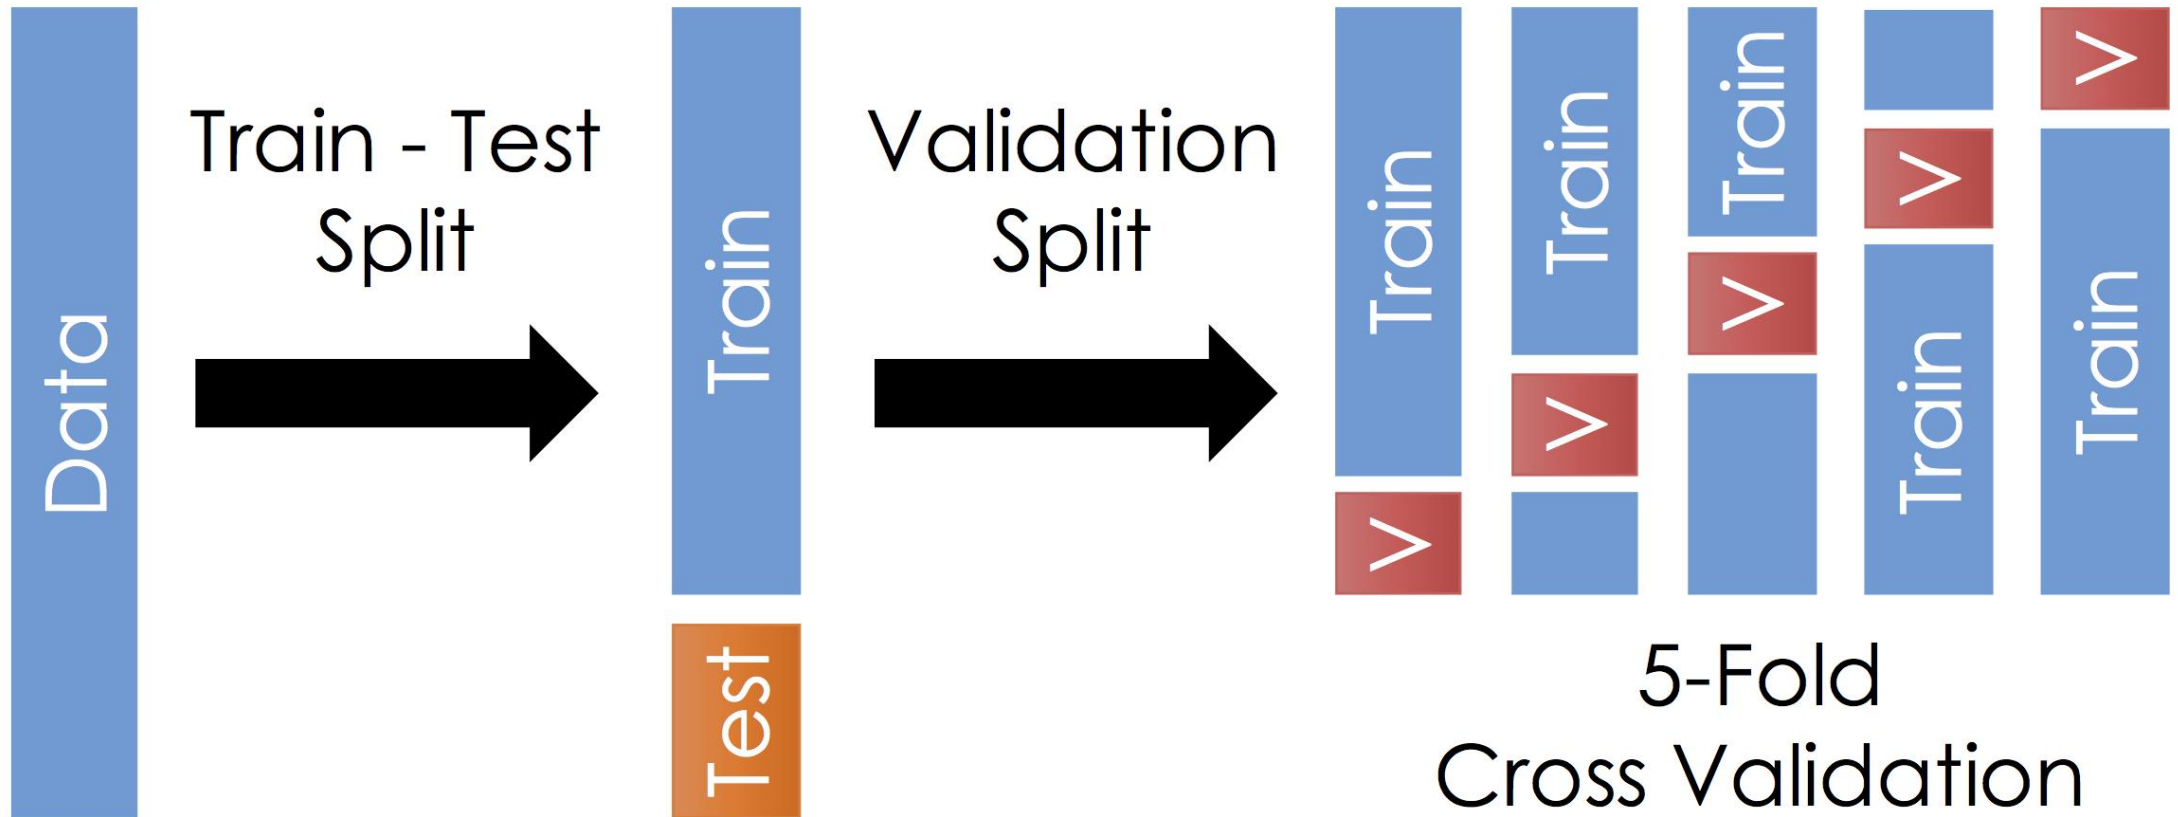 Data
Train - Test
Split
Train
Test
Validation
Split
Train
V
Train
V
Train
V
V
Train
V
Train
5-Fold
Cross Validation